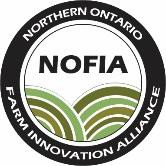 NORTHERN ONTARIO
NOFIA
FARM INNOVATION ALLIANCE